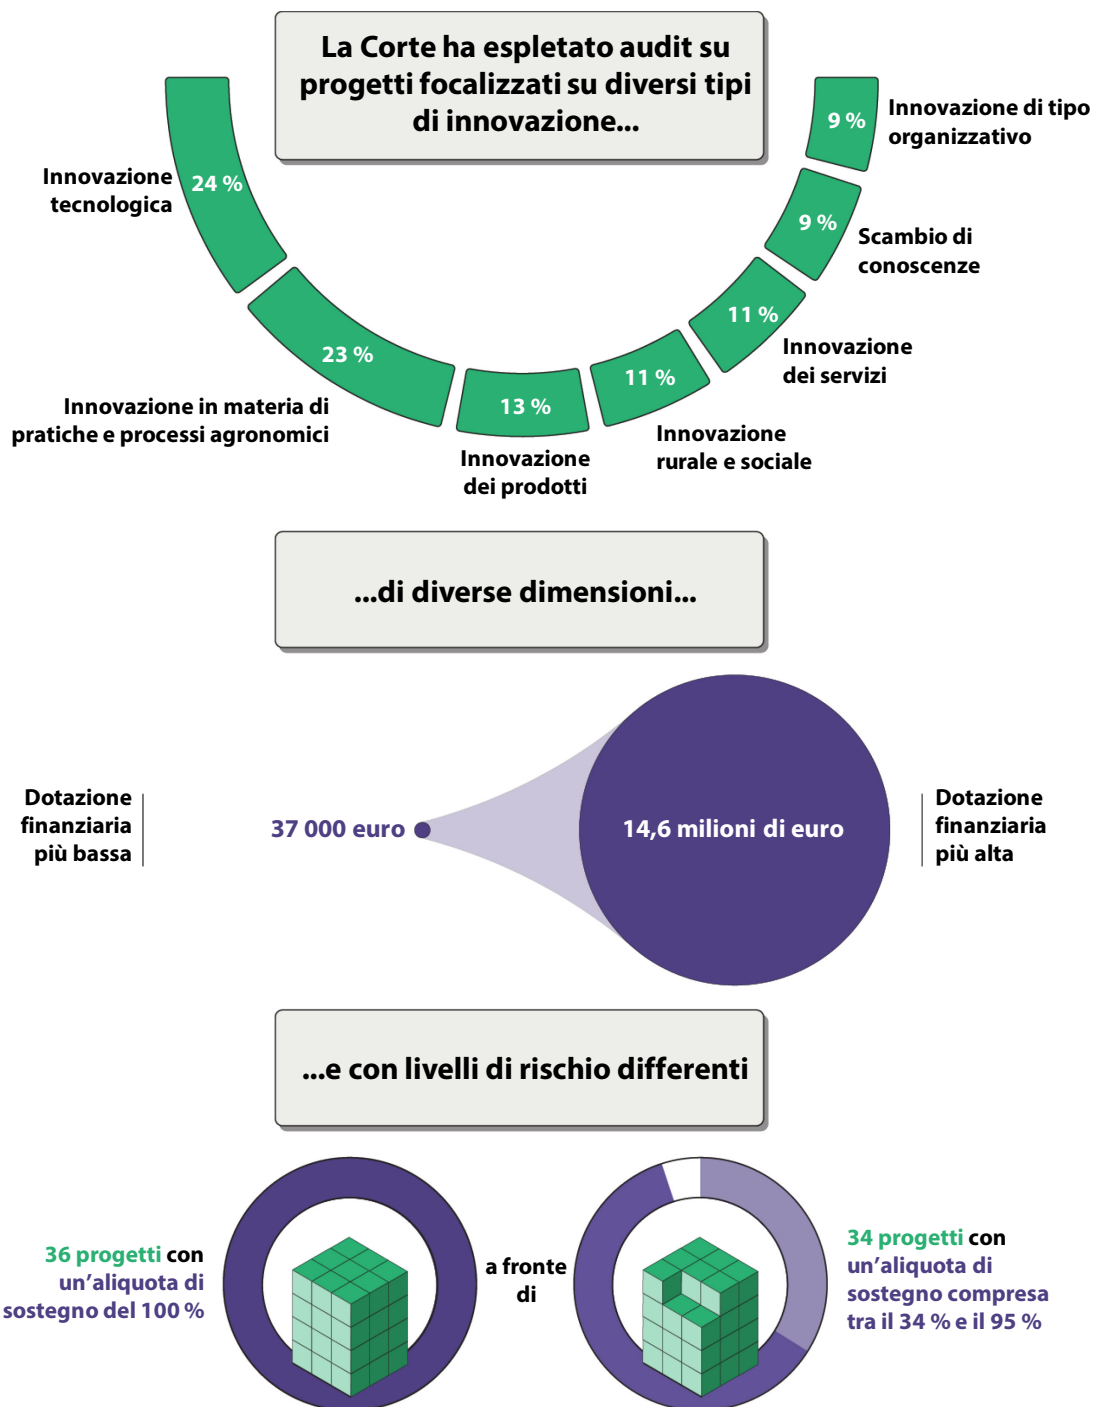 La Corte ha espletato audit su
progetti focalizzati su diversi tipi
di innovazione...
24 %
Innovazione
tecnologica
23 %
Innovazione in materia di
pratiche e processi agronomici
13 %
Innovazione
dei prodotti
11 %
Innovazione
rurale e sociale
11 %
Innovazione
dei servizi
9 %
Scambio di
conoscenze
9 %
Innovazione di tipo
organizzativo
...di diverse dimensioni...
Dotazione
finanziaria
più bassa
37 000 euro
14,6 milioni di euro
Dotazione
finanziaria
più alta
...e con livelli di rischio differenti
36 progetti con
un’aliquota di
sostegno del 100 %
a fronte
di
34 progetti con
un’aliquota di
sostegno compresa
tra il 34 % e il 95 %